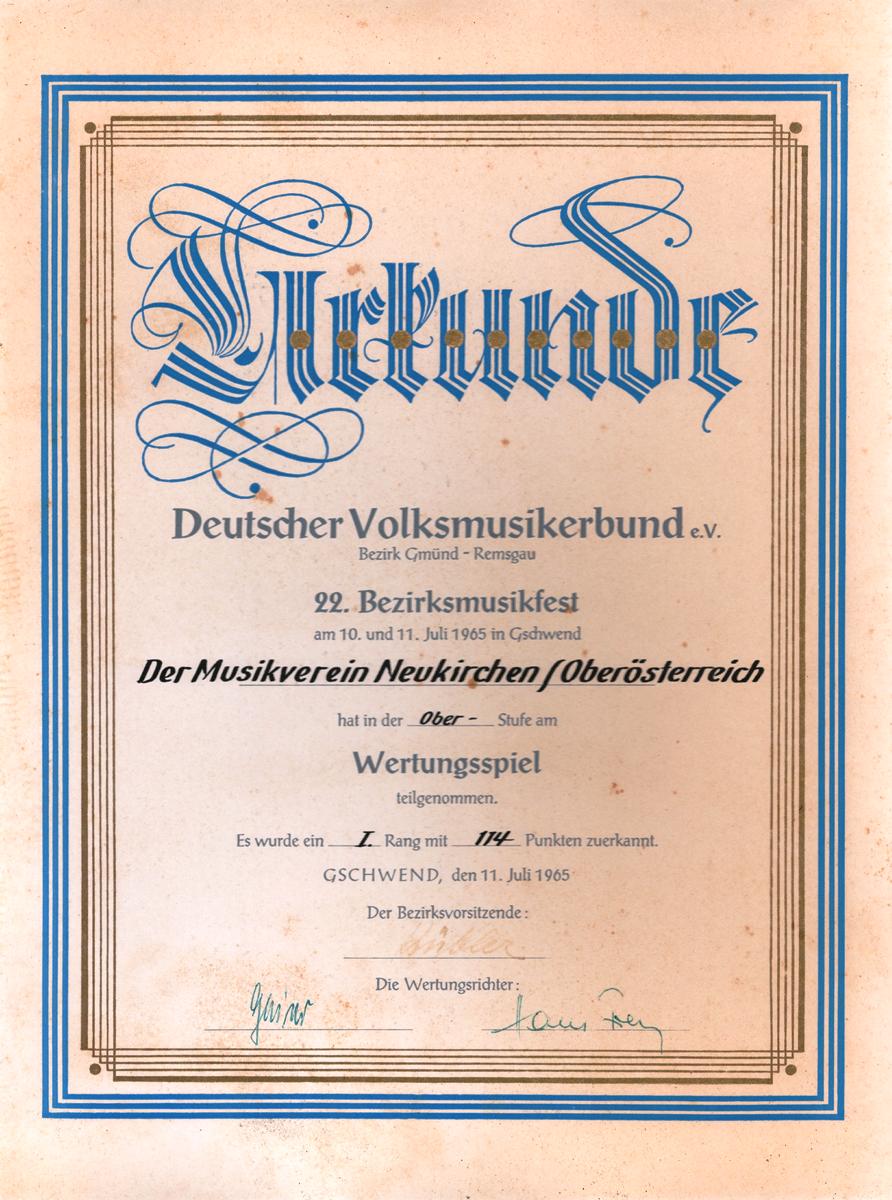 Urkunde
Deutscher Volksmusikerbund e.V.
Bezirk Gmünd - Remsgau
22. Bezirksmusikfest
am 10. und 11. Juli 1965 in Gschwend
Der Musikverein Neukirchen / Oberösterreich
hat in der Ober - Stufe am
Wertungsspiel
teilgenommen.
Es wurde ein I. Rang mit 114 Punkten zuerkannt.
GSCHWEND, den 11. Juli 1965
Der Bezirksvorsitzende:
Die Wertungsrichter:
Hans Frey